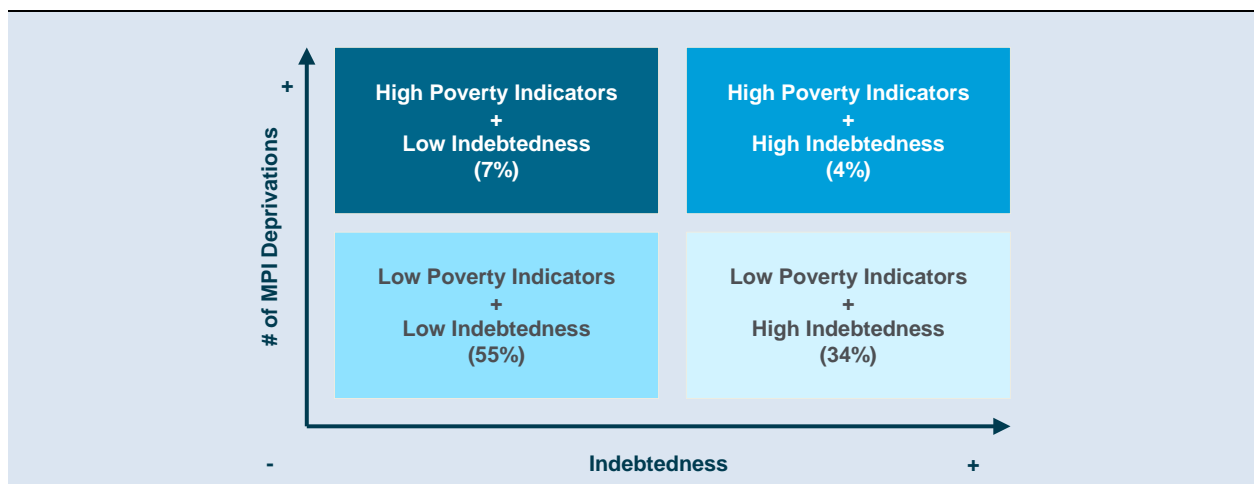 +
# of MPI Deprivations
High Poverty Indicators
+
Low Indebtedness
(7%)
High Poverty Indicators
+
High Indebtedness
(4%)
Low Poverty Indicators
+
Low Indebtedness
(55%)
Low Poverty Indicators
+
High Indebtedness
(34%)
-
Indebtedness
+